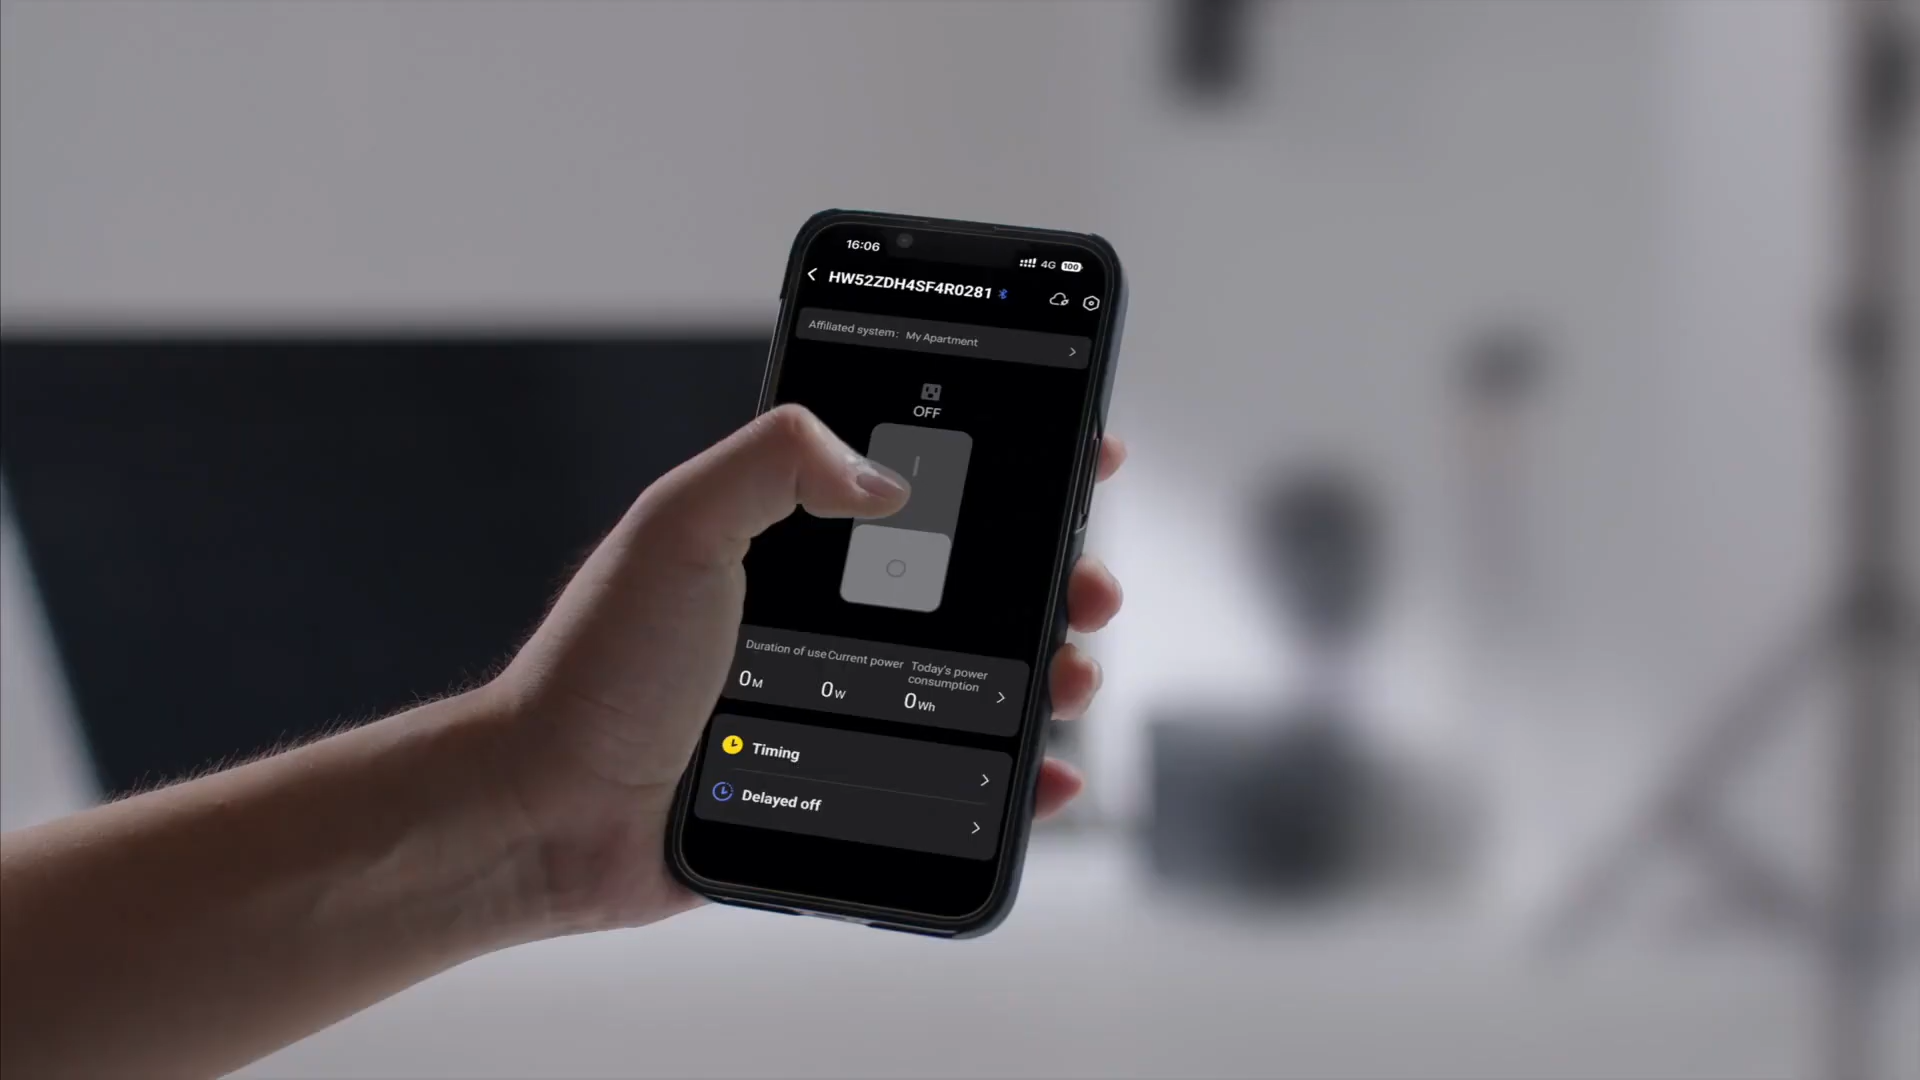 16:06
4G 100
HW52ZDH4SF4R0281
Affiliated system: My Apartment
OFF
Duration of use Current power Today's power
consumption
0M 0W 0Wh
Timing
Delayed off